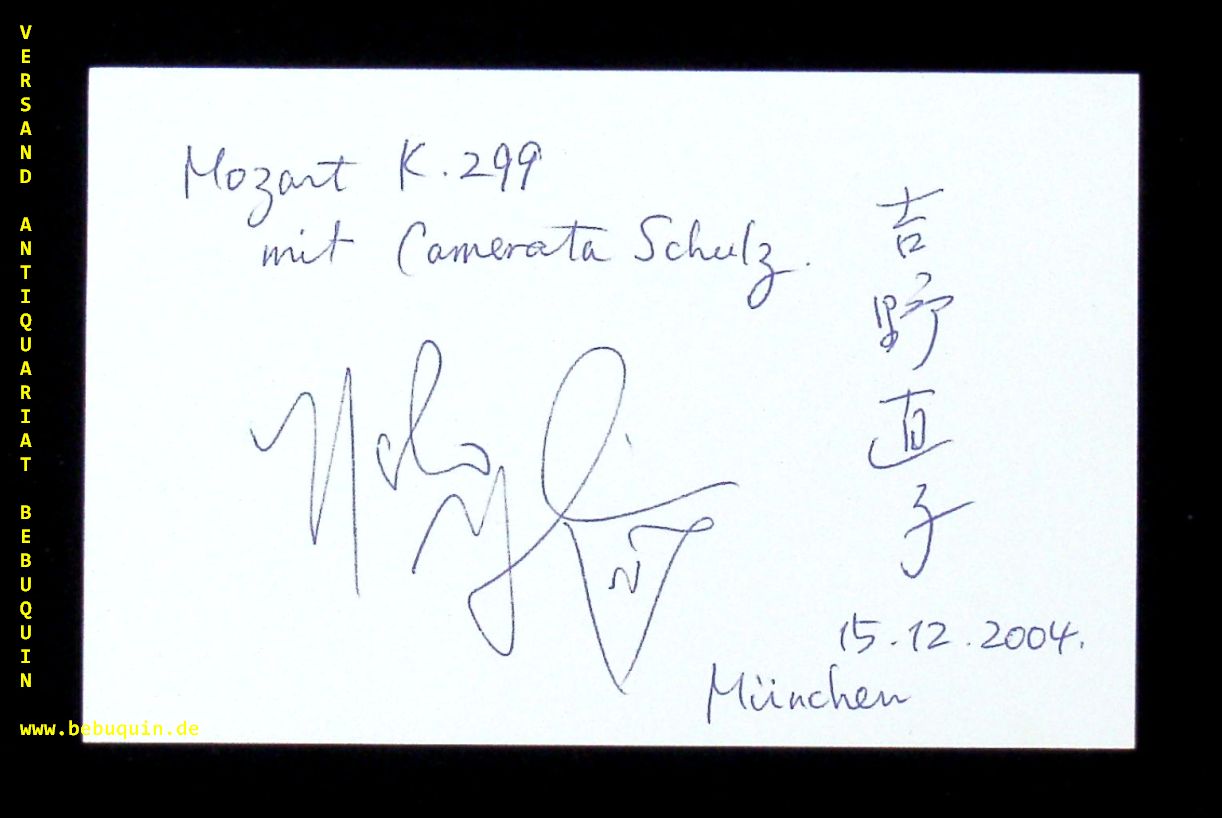 VERSAND ANTIQUARIAT BEBUQUIN
Mozart K.299
mit Camerata Schulz.
吉野直子
15.12.2004.
München
www.bebuquin.de